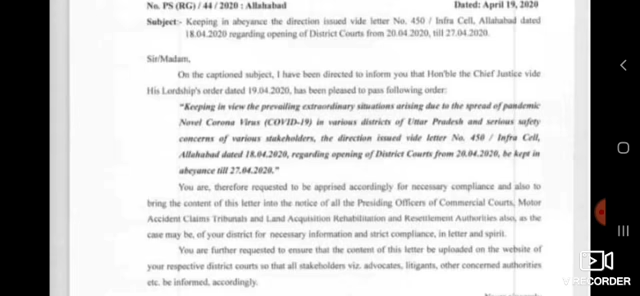 No. PS (RG) / 44 / 2020 : Allahabad Dated: April 19, 2020
Subject:- Keeping in abeyance the direction issued vide letter No. 450 / Infra Cell, Allahabad dated
18.04.2020 regarding opening of District Courts from 20.04.2020, till 27.04.2020.
Sir/Madam,
On the captioned subject, I have been directed to inform you that Hon'ble the Chief Justice vide
His Lordship's order dated 19.04.2020, has been pleased to pass following order:
"Keeping in view the prevailing extraordinary situations arising due to the spread of pandemic
Novel Corona Virus (COVID-19) in various districts of Uttar Pradesh and serious safety
concerns of various stakeholders, the direction issued vide letter No. 450 / Infra Cell,
Allahabad dated 18.04.2020, regarding opening of District Courts from 20.04.2020, be kept in
abeyance till 27.04.2020."
You are, therefore requested to be apprised accordingly for necessary compliance and also to
bring the content of this letter into the notice of all the Presiding Officers of Commercial Courts, Motor
Accident Claims Tribunals and Land Acquisition Rehabilitation and Resettlement Authorities also, as the
case may be, of your district for necessary information and strict compliance, in letter and spirit.
You are further requested to ensure that the content of this letter be uploaded on the website of
your respective district courts so that all stakeholders viz. advocates, litigants, other concerned authorities
etc. be informed, accordingly.
V RECORDER